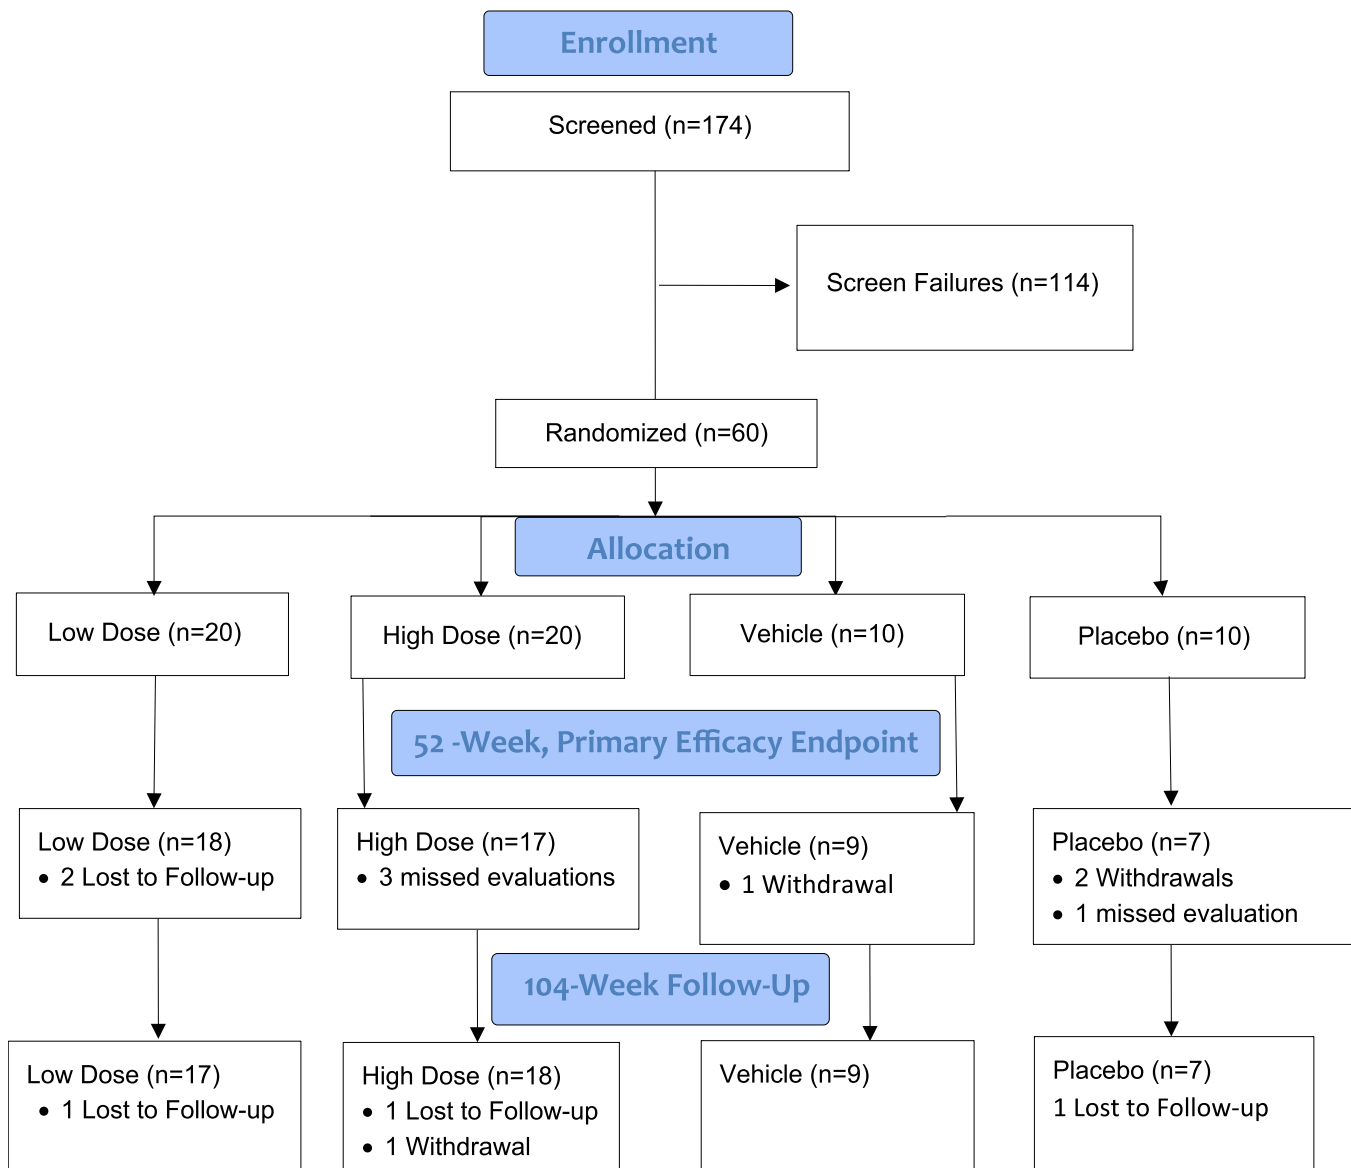 Enrollment
Screened (n=174)
Screen Failures (n=114)
Randomized (n=60)
Allocation
Low Dose (n=20)
High Dose (n=20)
Vehicle (n=10)
Placebo (n=10)
52 -Week, Primary Efficacy Endpoint
Low Dose (n=18)
• 2 Lost to Follow-up
High Dose (n=17)
• 3 missed evaluations
Vehicle (n=9)
• 1 Withdrawal
Placebo (n=7)
• 2 Withdrawals
• 1 missed evaluation
104-Week Follow-Up
Low Dose (n=17)
• 1 Lost to Follow-up
High Dose (n=18)
• 1 Lost to Follow-up
• 1 Withdrawal
Vehicle (n=9)
Placebo (n=7)
1 Lost to Follow-up